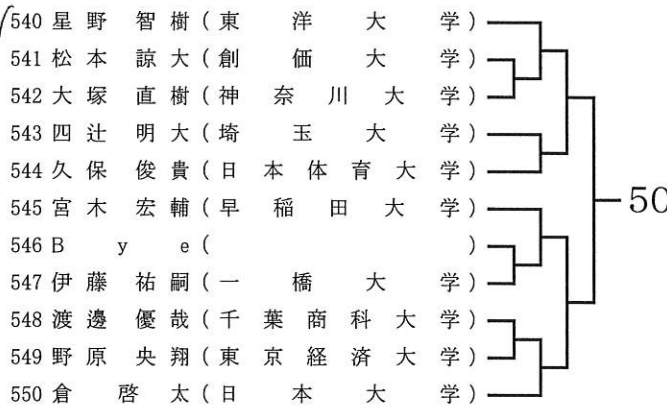 540 星野 智樹 (東洋大学)
541 松本 諒大 (創価大学)
542 大塚 直樹 (神奈川大学)
543 四辻 明大 (埼玉大学)
544 久保 俊貴 (日本体育大学)
545 宮木 宏輔 (早稲田大学)
546 Bye ( )
547 伊藤 祐嗣 (一橋大学)
548 渡邊 優哉 (千葉商科大学)
549 野原 央翔 (東京経済大学)
550 倉 啓太 (日本大学)
50